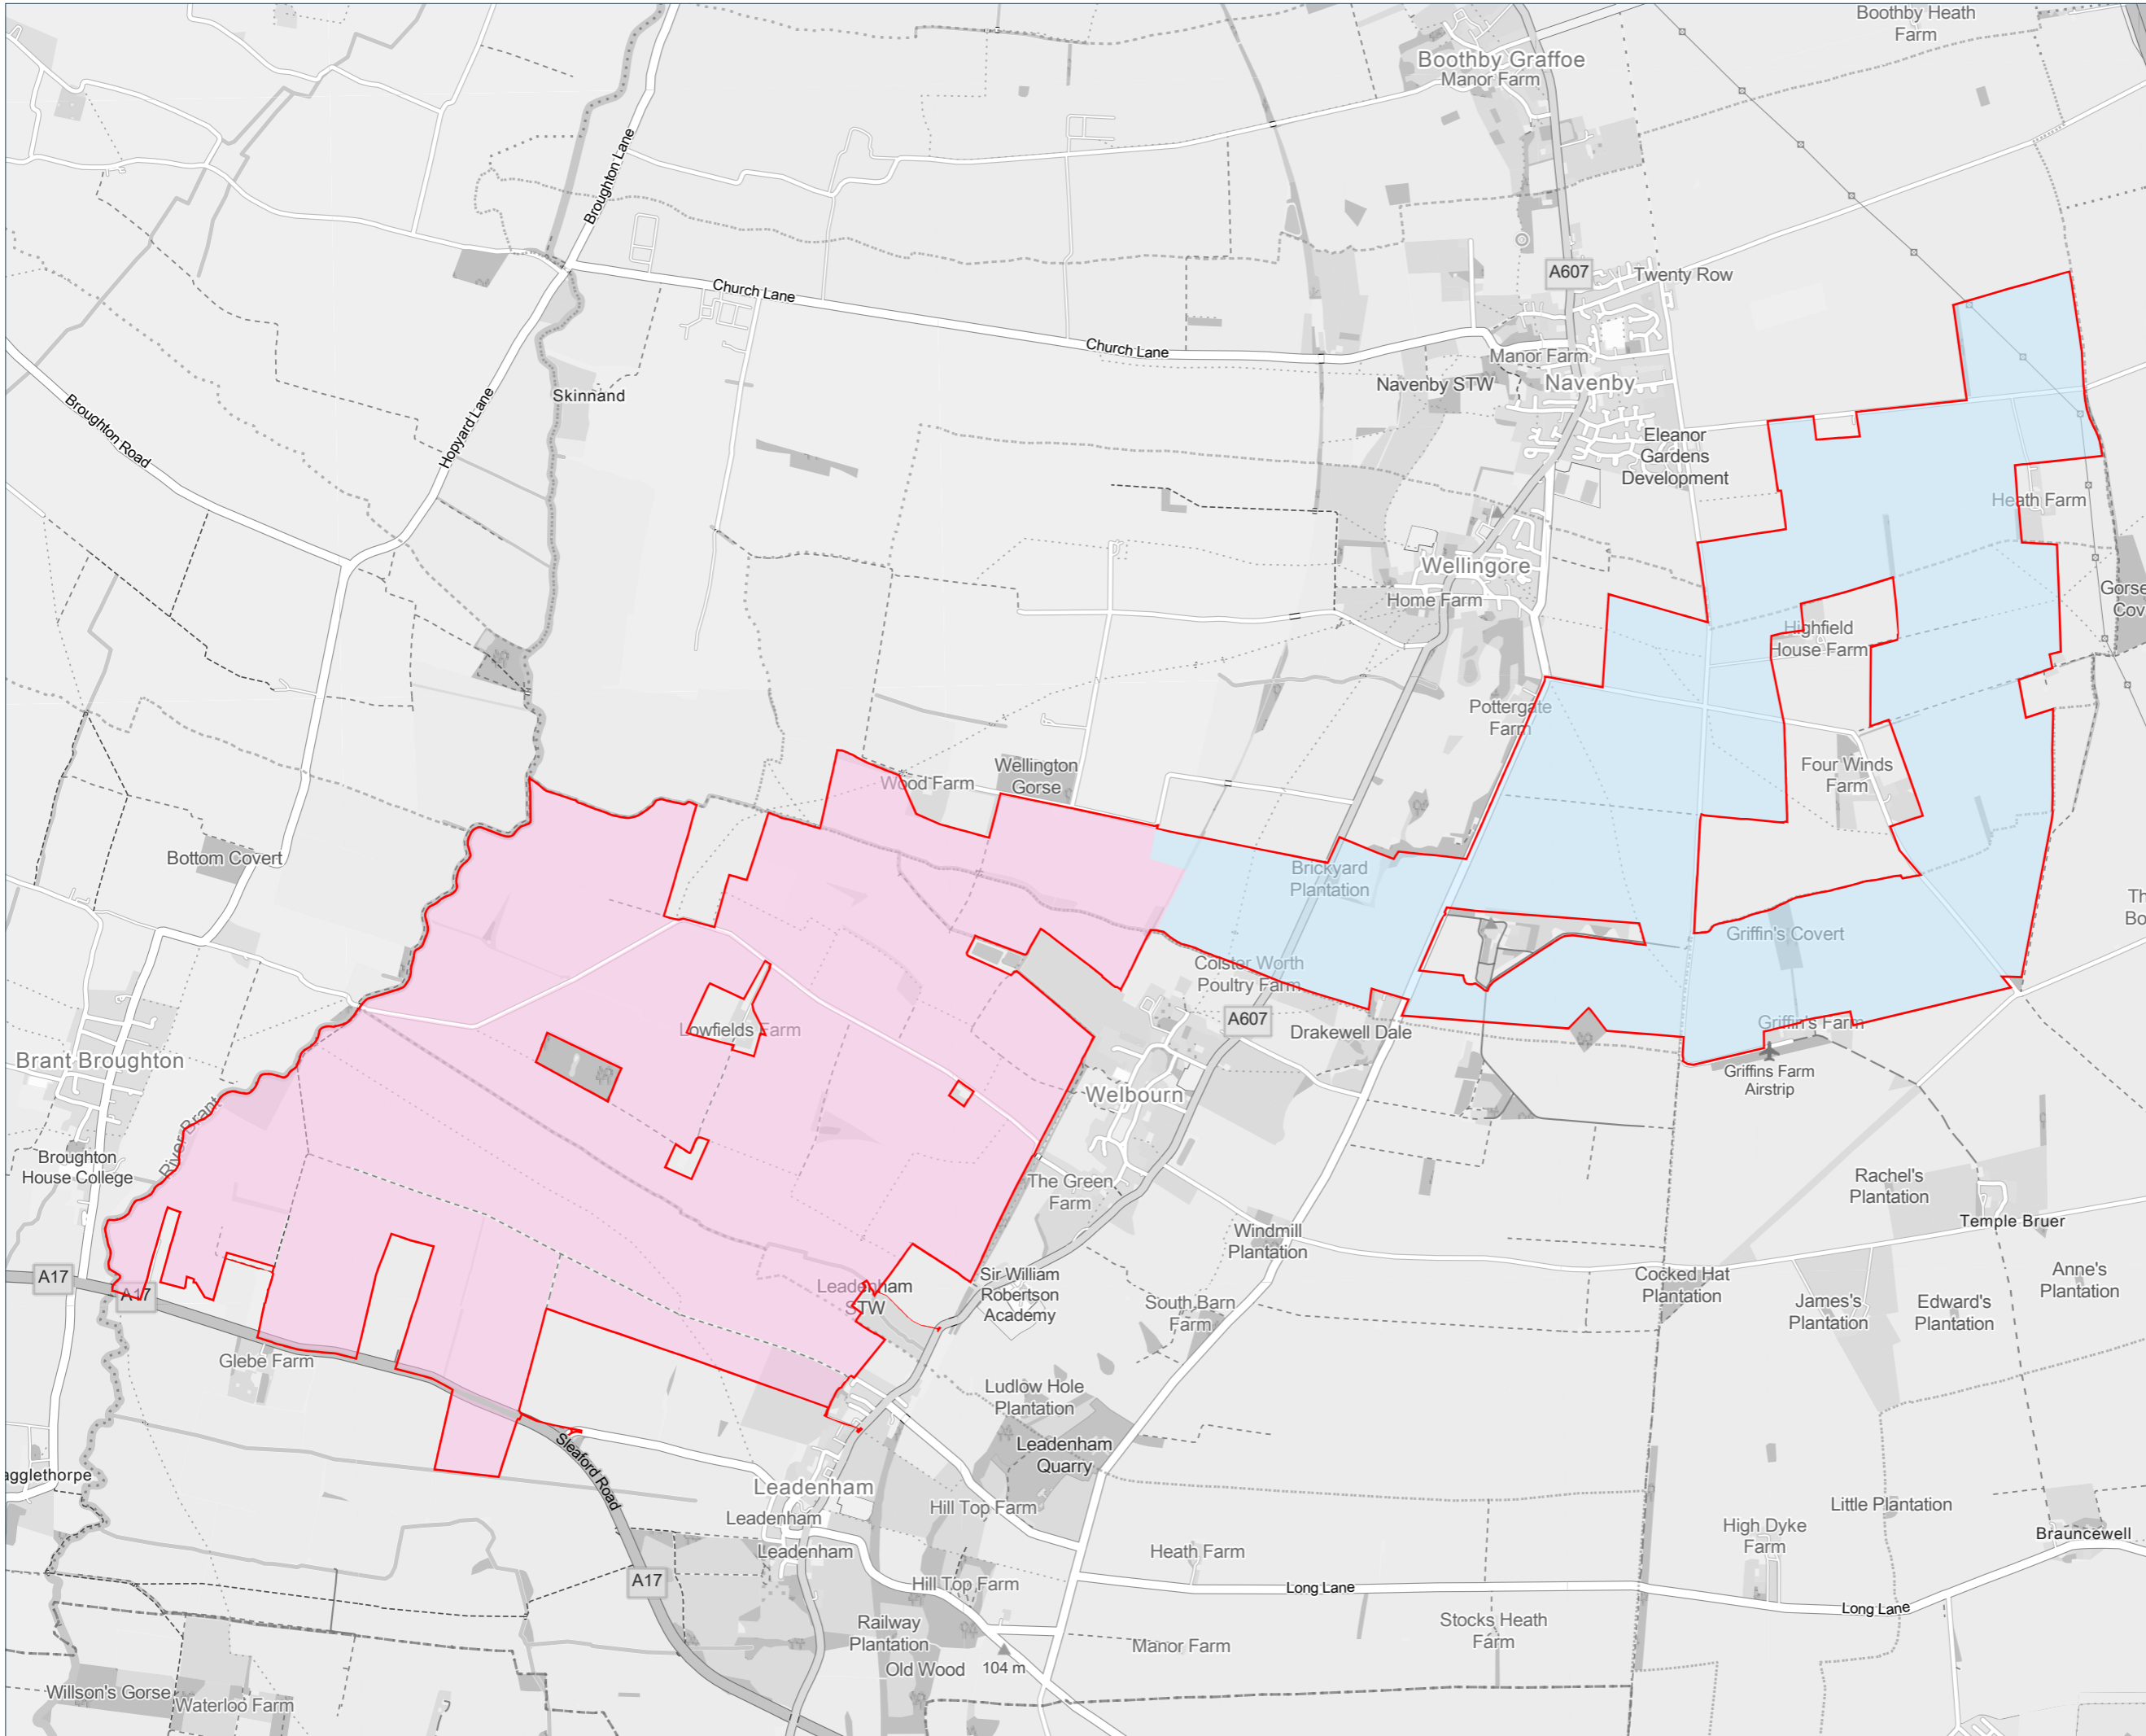 Boothby Heath
Farm
Boothby Graffoe
Manor Farm
Broughton Lane
A607
Twenty Row
Church Lane
Church Lane
Manor Farm
Navenby STW
Navenby
Skinnand
Broughton Road
Hopyard Lane
Eleanor
Gardens
Development
Heath Farm
Wellingore
Home Farm
Gorse
Cov
Highfield
House Farm
Pottergate
Farm
Wood Farm
Wellington
Gorse
Four Winds
Farm
Bottom Covert
Brickyard
Plantation
Th
Bo
Griffin's Covert
Colster Worth
Poultry Farm
A607
Drakewell Dale
Lowfields Farm
Griffin's Farm
Griffins Farm
Airstrip
Brant Broughton
Welbourn
River Brant
Broughton
House College
The Green
Farm
Rachel's
Plantation
Temple Bruer
Windmill
Plantation
A17
A17
Leadenham
STW
Sir William
Robertson
Academy
South Barn
Farm
Cocked Hat
Plantation
James's
Plantation
Edward's
Plantation
Anne's
Plantation
Glebe Farm
Ludlow Hole
Plantation
Leadenham
Quarry
Sleaford Road
agglethorpe
Leadenham
Hill Top Farm
Leadenham
Leadenham
Little Plantation
High Dyke
Farm
Brauncewell
Heath Farm
A17
Hill Top Farm
Long Lane
Long Lane
Railway
Plantation
Stocks Heath
Farm
Manor Farm
Old Wood
104 m
Willson's Gorse
Waterloo Farm